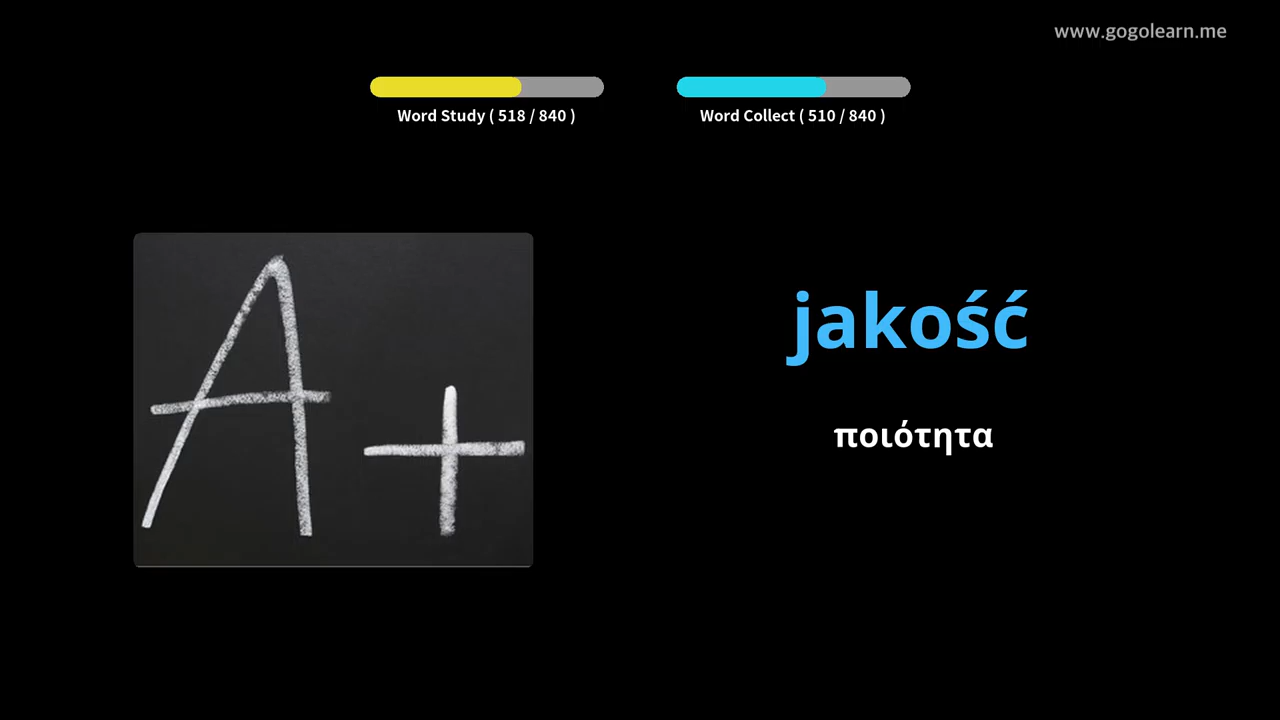 www.gogolearn.me
Word Study ( 518 / 840 )
Word Collect ( 510 / 840 )
A+
jakość
ποιότητα